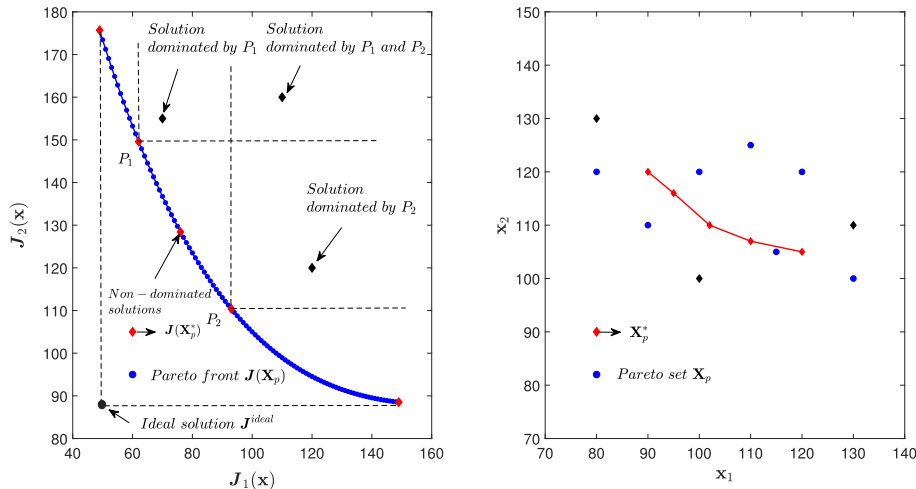 180
170
160
150
140
130
120
110
100
90
80
40
60
80
100
120
140
160
J₂(x)
J₁(x)
Solution
dominated by P₁
Solution
dominated by P₁ and P₂
P₁
Solution
dominated by P₂
Non − dominated
solutions
P₂
J(X*ₚ)
Pareto front J(Xₚ)
Ideal solution Jⁱᵈᵉᵃˡ
150
140
130
120
110
100
90
80
70
70
80
90
100
110
120
130
140
x₂
x₁
X*ₚ
Pareto set Xₚ